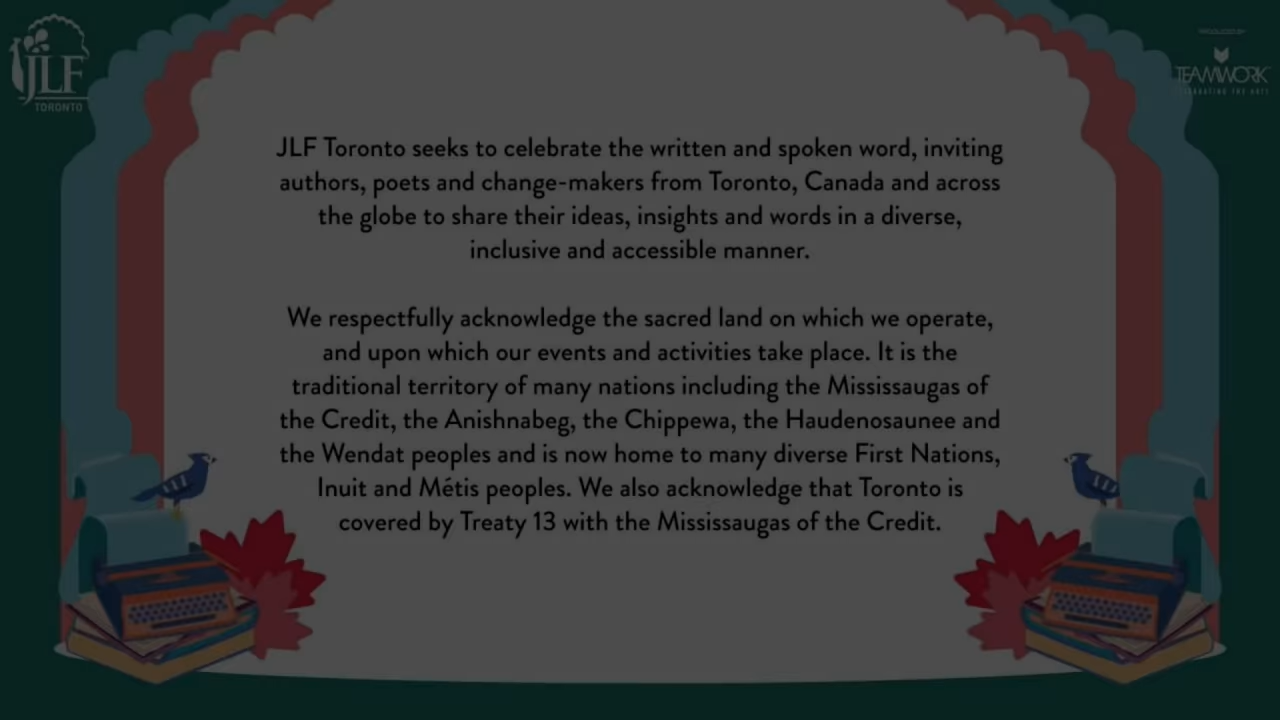 JLF
TORONTO
PRODUCED BY
TEAMWORK
CELEBRATING THE ARTS
JLF Toronto seeks to celebrate the written and spoken word, inviting
authors, poets and change-makers from Toronto, Canada and across
the globe to share their ideas, insights and words in a diverse,
inclusive and accessible manner.
We respectfully acknowledge the sacred land on which we operate,
and upon which our events and activities take place. It is the
traditional territory of many nations including the Mississaugas of
the Credit, the Anishnabeg, the Chippewa, the Haudenosaunee and
the Wendat peoples and is now home to many diverse First Nations,
Inuit and Métis peoples. We also acknowledge that Toronto is
covered by Treaty 13 with the Mississaugas of the Credit.